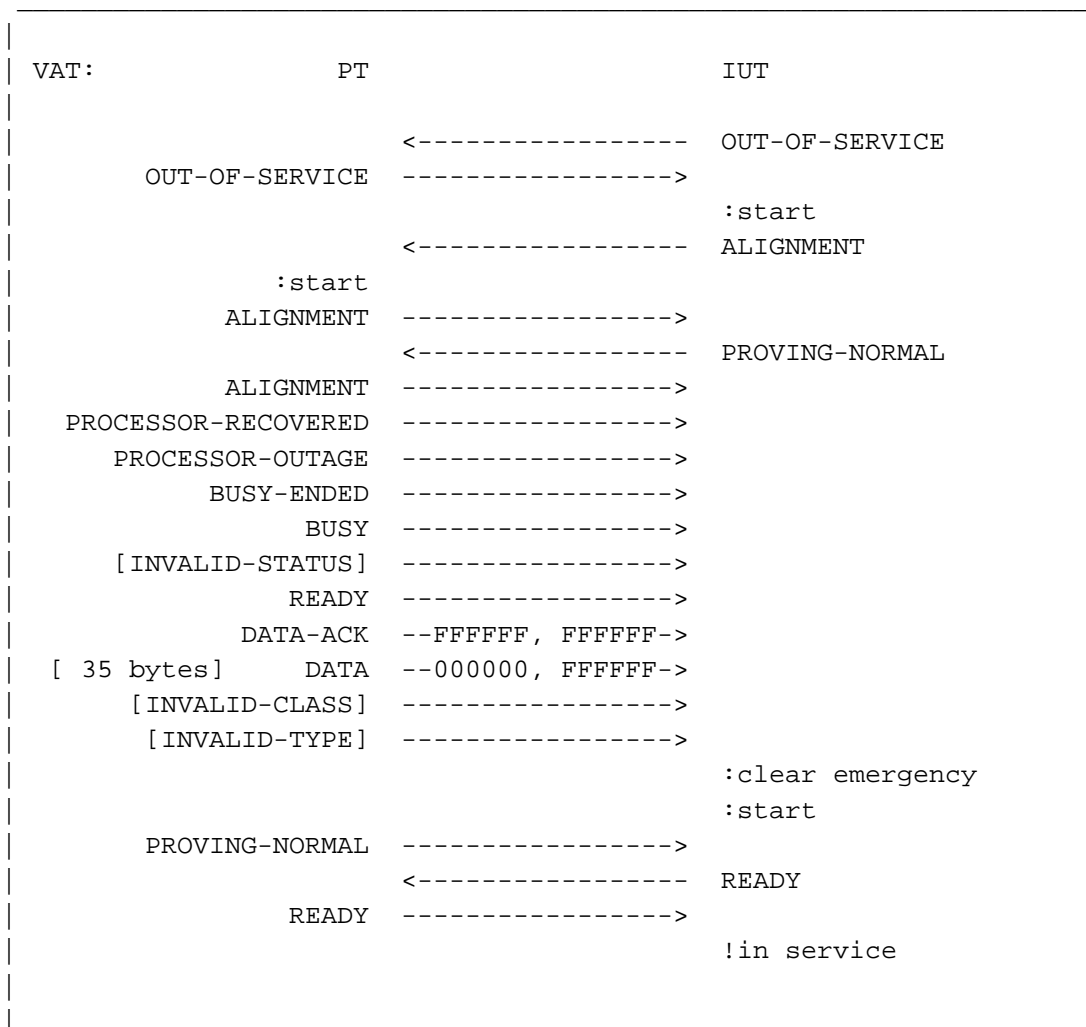 VAT: PT IUT
<----------------- OUT-OF-SERVICE
OUT-OF-SERVICE ----------------->
:start
<----------------- ALIGNMENT
:start
ALIGNMENT ----------------->
<----------------- PROVING-NORMAL
ALIGNMENT ----------------->
PROCESSOR-RECOVERED ----------------->
PROCESSOR-OUTAGE ----------------->
BUSY-ENDED ----------------->
BUSY ----------------->
[INVALID-STATUS] ----------------->
READY ----------------->
DATA-ACK --FFFFFF, FFFFFF->
[ 35 bytes] DATA --000000, FFFFFF->
[INVALID-CLASS] ----------------->
[INVALID-TYPE] ----------------->
:clear emergency
:start
PROVING-NORMAL ----------------->
<----------------- READY
READY ----------------->
!in service